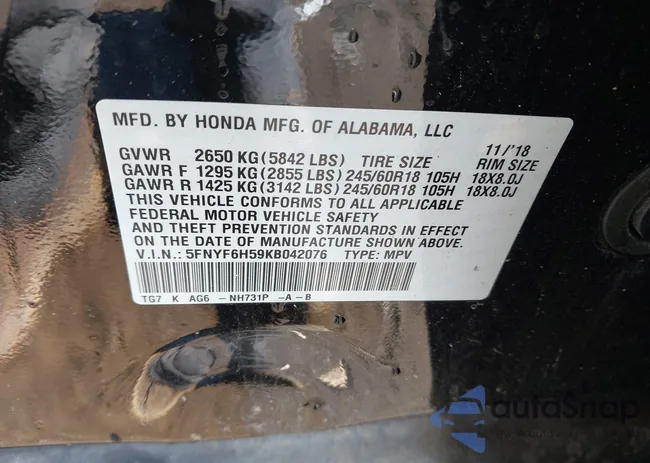 MFD. BY HONDA MFG. OF ALABAMA, LLC
11/'18
GVWR 2650 KG (5842 LBS) TIRE SIZE RIM SIZE
GAWR F 1295 KG (2855 LBS) 245/60R18 105H 18X8.0J
GAWR R 1425 KG (3142 LBS) 245/60R18 105H 18X8.0J
THIS VEHICLE CONFORMS TO ALL APPLICABLE
FEDERAL MOTOR VEHICLE SAFETY
AND THEFT PREVENTION STANDARDS IN EFFECT
ON THE DATE OF MANUFACTURE SHOWN ABOVE.
V.I.N.: 5FNYF6H59KB042076 TYPE: MPV
TG7 K AG6 -NH731P -A-B
autoSnap